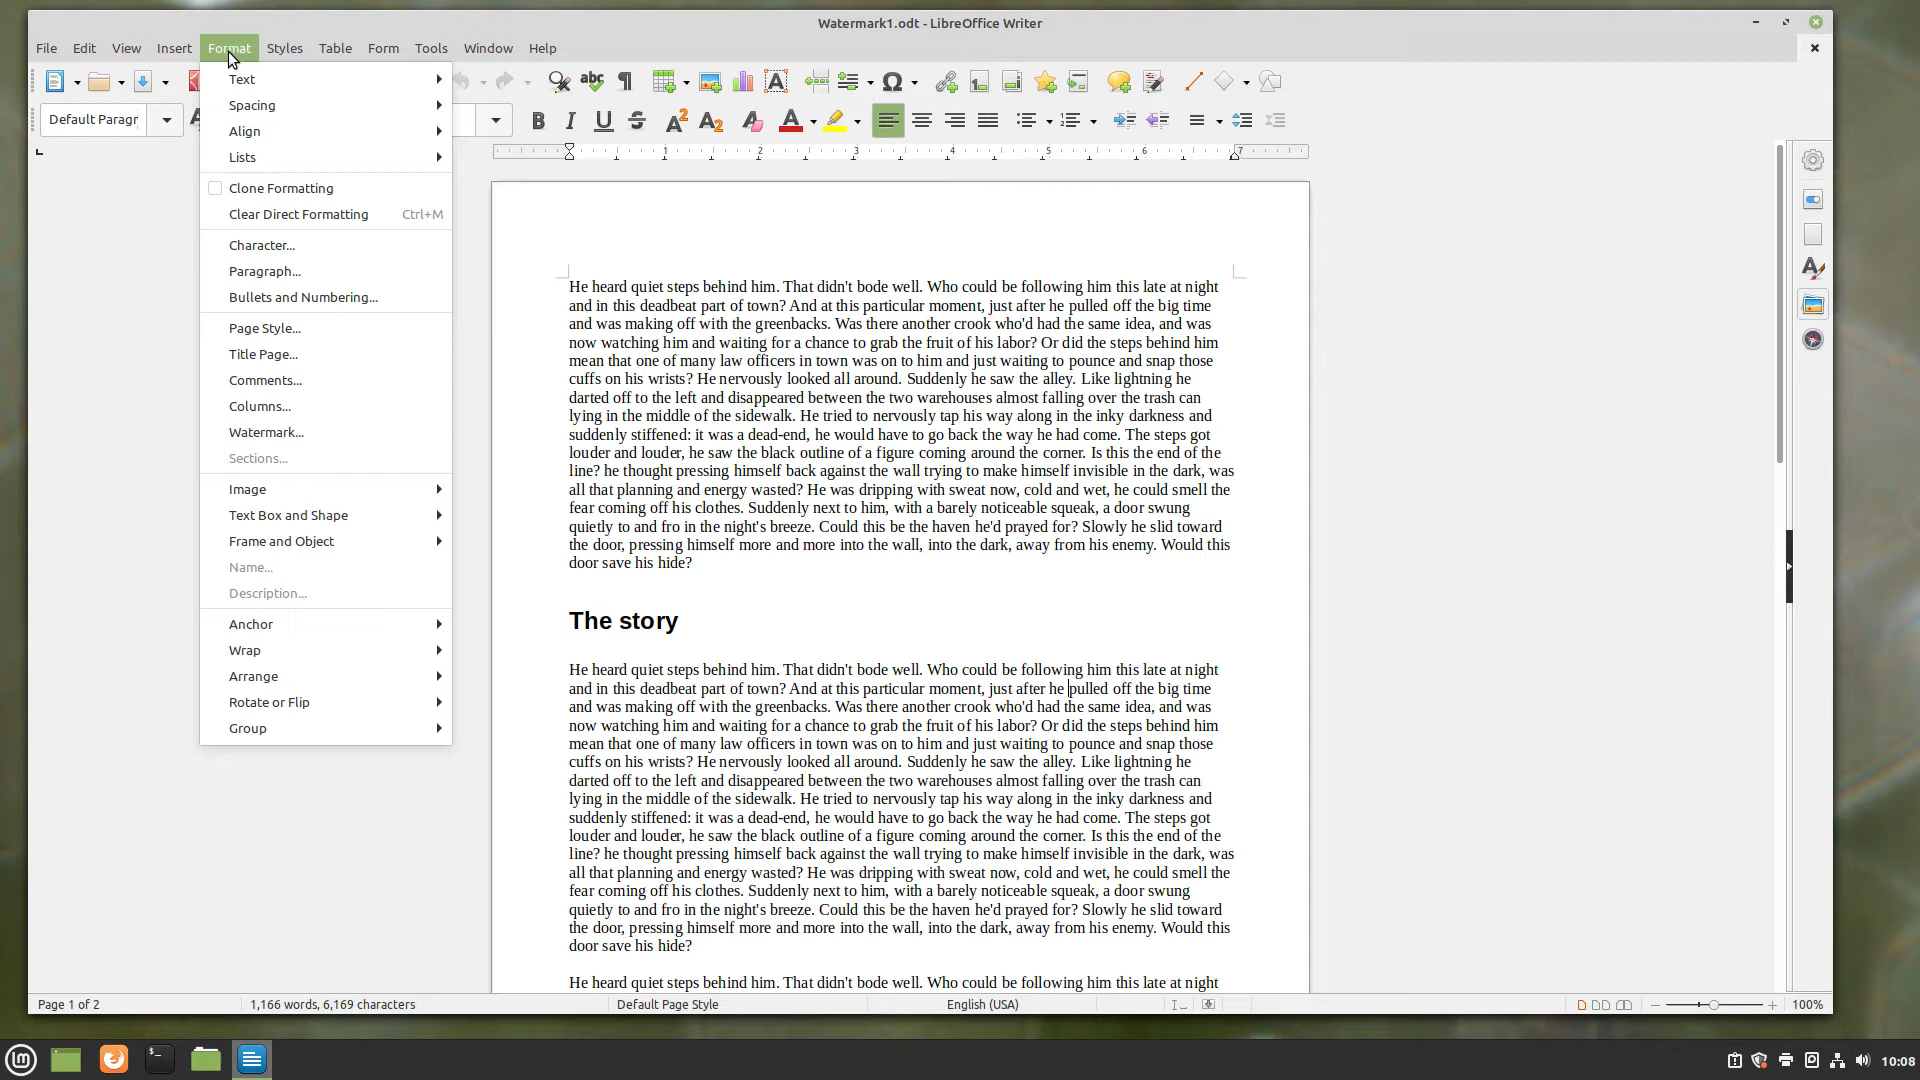 Watermark1.odt - LibreOffice Writer
File Edit View Insert Format Styles Table Form Tools Window Help
Default Paragr
Text
Spacing
Align
Lists
Clone Formatting
Clear Direct Formatting Ctrl+M
Character...
Paragraph...
Bullets and Numbering...
Page Style...
Title Page...
Comments...
Columns...
Watermark...
Sections...
Image
Text Box and Shape
Frame and Object
Name...
Description...
Anchor
Wrap
Arrange
Rotate or Flip
Group
1 2 3 4 5 6 7
He heard quiet steps behind him. That didn't bode well. Who could be following him this late at night
and in this deadbeat part of town? And at this particular moment, just after he pulled off the big time
and was making off with the greenbacks. Was there another crook who'd had the same idea, and was
now watching him and waiting for a chance to grab the fruit of his labor? Or did the steps behind him
mean that one of many law officers in town was on to him and just waiting to pounce and snap those
cuffs on his wrists? He nervously looked all around. Suddenly he saw the alley. Like lightning he
darted off to the left and disappeared between the two warehouses almost falling over the trash can
lying in the middle of the sidewalk. He tried to nervously tap his way along in the inky darkness and
suddenly stiffened: it was a dead-end, he would have to go back the way he had come. The steps got
louder and louder, he saw the black outline of a figure coming around the corner. Is this the end of the
line? he thought pressing himself back against the wall trying to make himself invisible in the dark, was
all that planning and energy wasted? He was dripping with sweat now, cold and wet, he could smell the
fear coming off his clothes. Suddenly next to him, with a barely noticeable squeak, a door swung
quietly to and fro in the night's breeze. Could this be the haven he'd prayed for? Slowly he slid toward
the door, pressing himself more and more into the wall, into the dark, away from his enemy. Would this
door save his hide?
The story
He heard quiet steps behind him. That didn't bode well. Who could be following him this late at night
and in this deadbeat part of town? And at this particular moment, just after he pulled off the big time
and was making off with the greenbacks. Was there another crook who'd had the same idea, and was
now watching him and waiting for a chance to grab the fruit of his labor? Or did the steps behind him
mean that one of many law officers in town was on to him and just waiting to pounce and snap those
cuffs on his wrists? He nervously looked all around. Suddenly he saw the alley. Like lightning he
darted off to the left and disappeared between the two warehouses almost falling over the trash can
lying in the middle of the sidewalk. He tried to nervously tap his way along in the inky darkness and
suddenly stiffened: it was a dead-end, he would have to go back the way he had come. The steps got
louder and louder, he saw the black outline of a figure coming around the corner. Is this the end of the
line? he thought pressing himself back against the wall trying to make himself invisible in the dark, was
all that planning and energy wasted? He was dripping with sweat now, cold and wet, he could smell the
fear coming off his clothes. Suddenly next to him, with a barely noticeable squeak, a door swung
quietly to and fro in the night's breeze. Could this be the haven he'd prayed for? Slowly he slid toward
the door, pressing himself more and more into the wall, into the dark, away from his enemy. Would this
door save his hide?
He heard quiet steps behind him. That didn't bode well. Who could be following him this late at night
Page 1 of 2 1,166 words, 6,169 characters Default Page Style English (USA) 100%
10:08